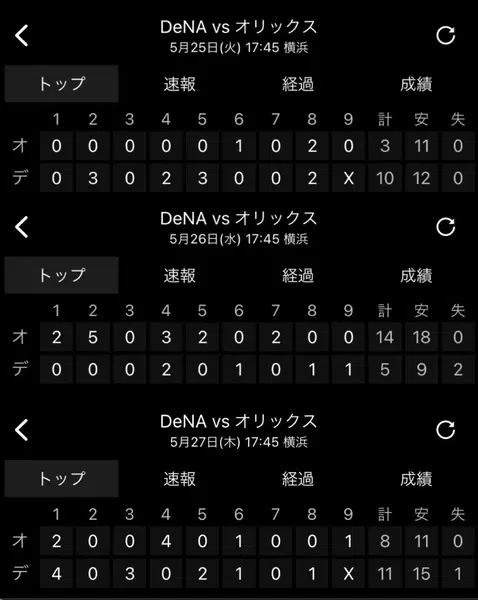 DeNA vs オリックス
5月25日(火) 17:45 横浜
トップ 速報 経過 成績
1 2 3 4 5 6 7 8 9 計 安 失
オ 0 0 0 0 0 1 0 2 0 3 11 0
デ 0 3 0 2 3 0 0 2 X 10 12 0
DeNA vs オリックス
5月26日(水) 17:45 横浜
トップ 速報 経過 成績
1 2 3 4 5 6 7 8 9 計 安 失
オ 2 5 0 3 2 0 2 0 0 14 18 0
デ 0 0 0 2 0 1 0 1 1 5 9 2
DeNA vs オリックス
5月27日(木) 17:45 横浜
トップ 速報 経過 成績
1 2 3 4 5 6 7 8 9 計 安 失
オ 2 0 0 4 0 1 0 0 1 8 11 0
デ 4 0 3 0 2 1 0 1 X 11 15 1